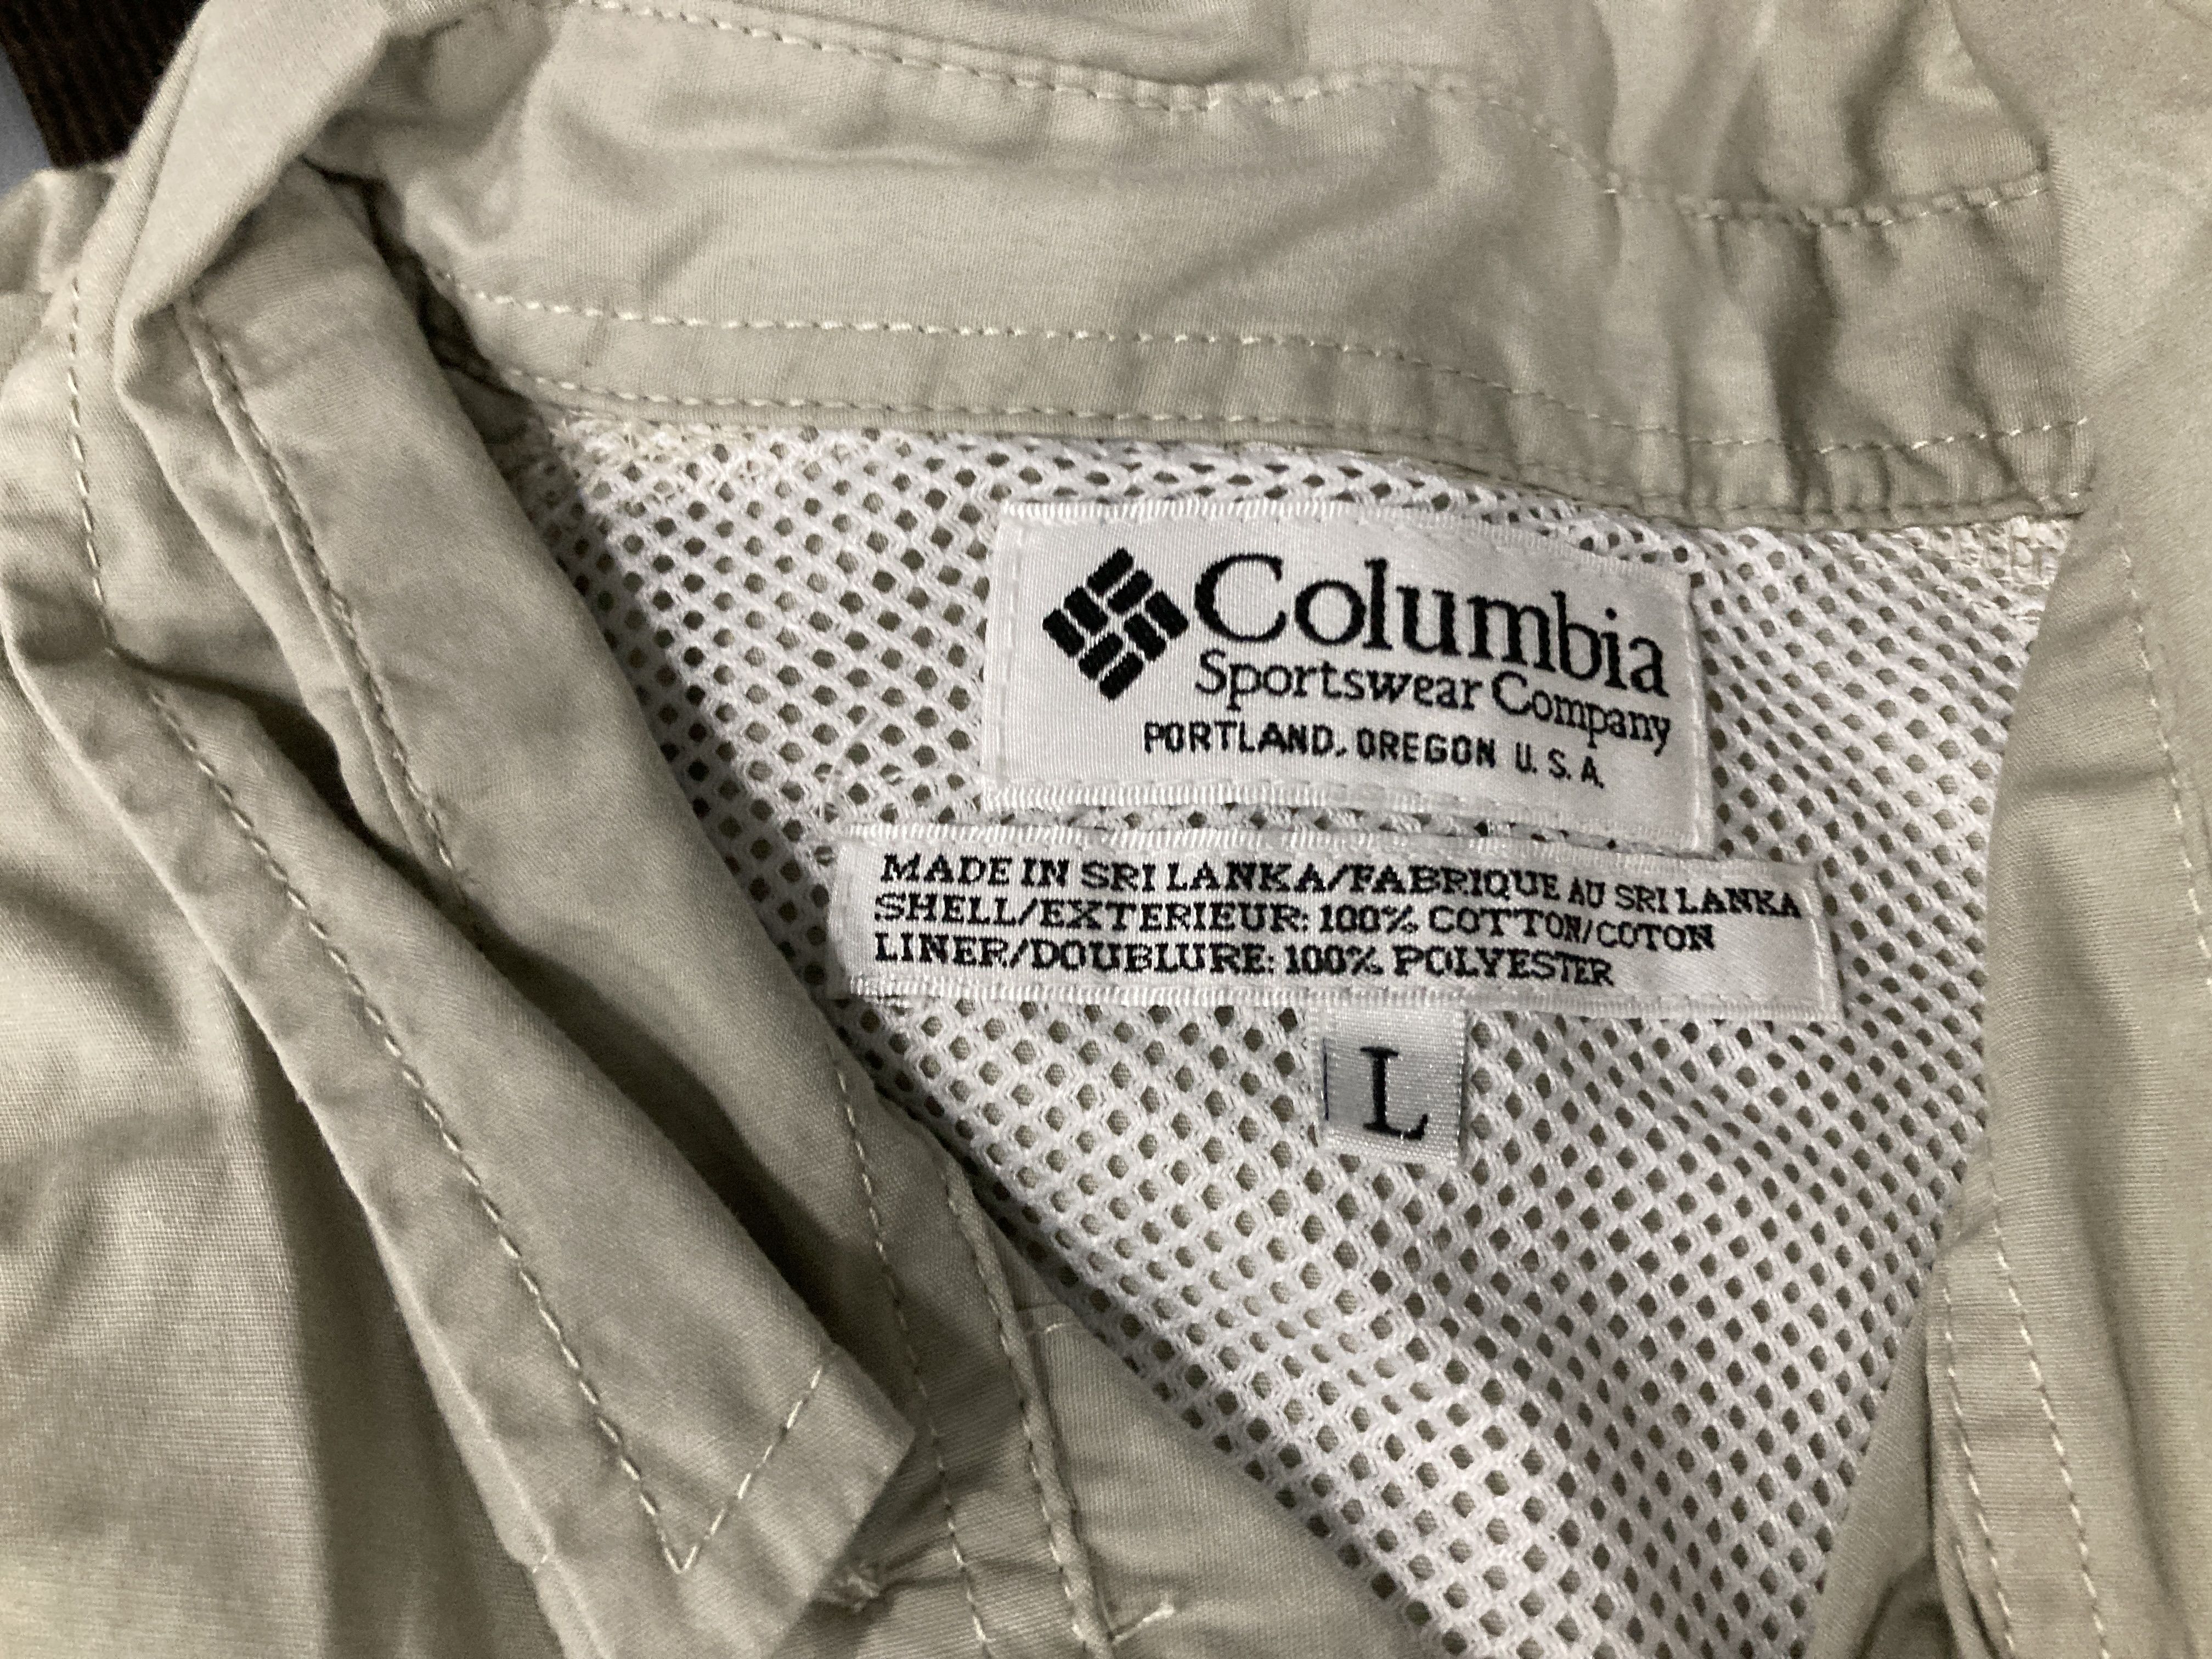 Columbia
Sportswear Company
PORTLAND, OREGON U.S.A.
MADE IN SRI LANKA/FABRIQUE AU SRI LANKA
SHELL/EXTERIEUR: 100% COTTON/COTON
LINER/DOUBLURE: 100% POLYESTER
L